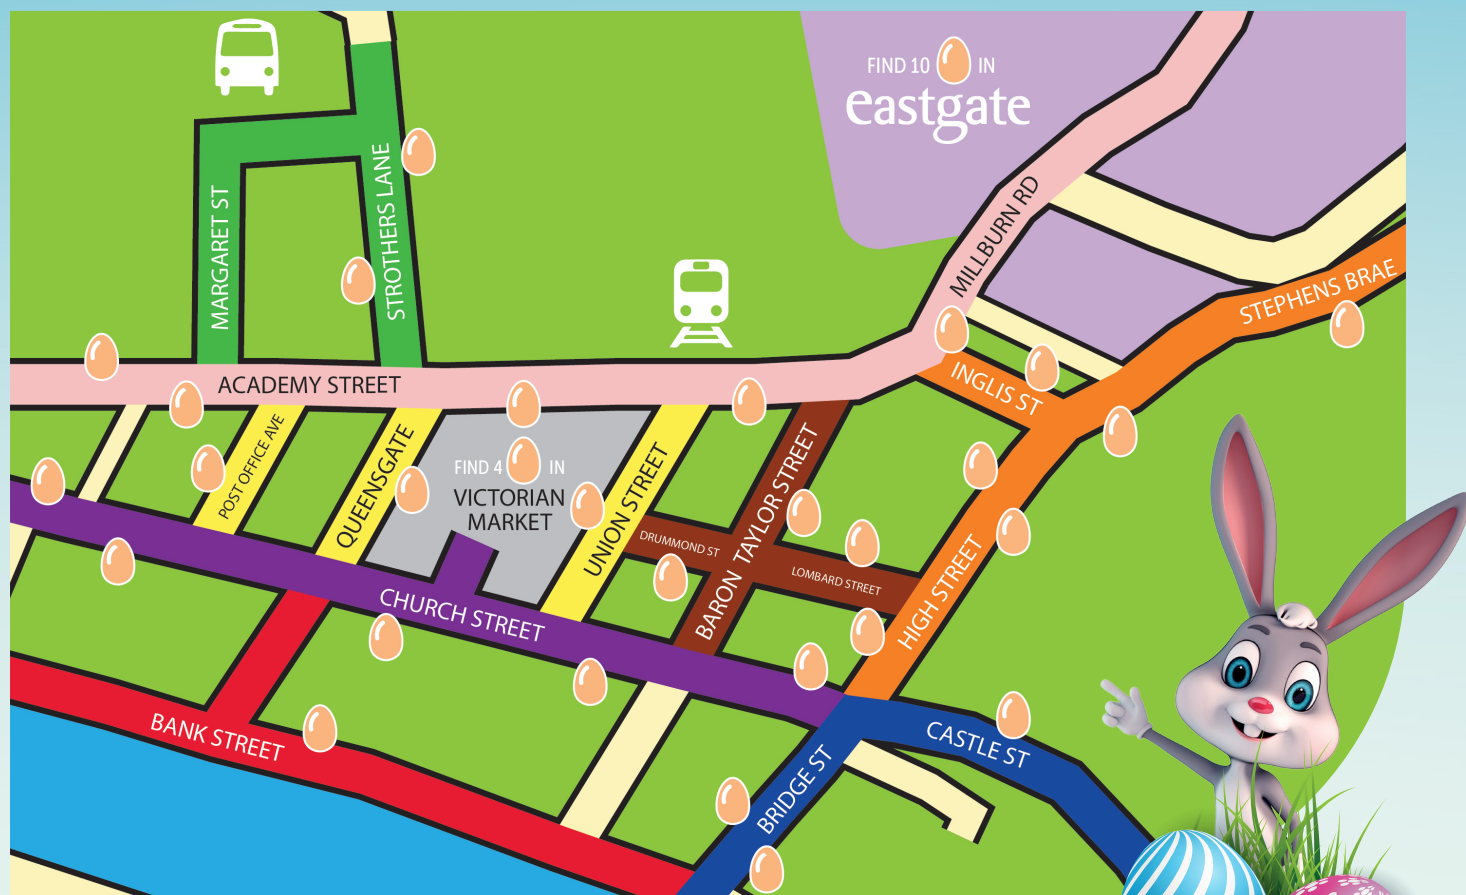 FIND 10 IN
eastgate
MARGARET ST
STROTHERS LANE
MILLBURN RD
STEPHENS BRAE
ACADEMY STREET
INGLIS ST
POST OFFICE AVE
QUEENSGATE
FIND 4 IN
VICTORIAN
MARKET
UNION STREET
DRUMMOND ST
BARON TAYLOR STREET
LOMBARD STREET
HIGH STREET
CHURCH STREET
BANK STREET
BRIDGE ST
CASTLE ST